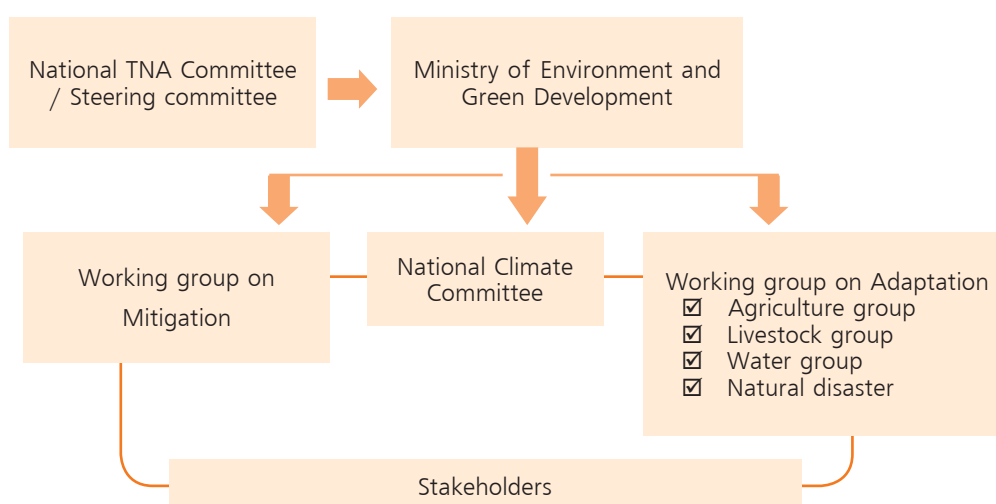 National TNA Committee
/ Steering committee
Ministry of Environment and
Green Development
Working group on
Mitigation
National Climate
Committee
Working group on Adaptation
☑ Agriculture group
☑ Livestock group
☑ Water group
☑ Natural disaster
Stakeholders